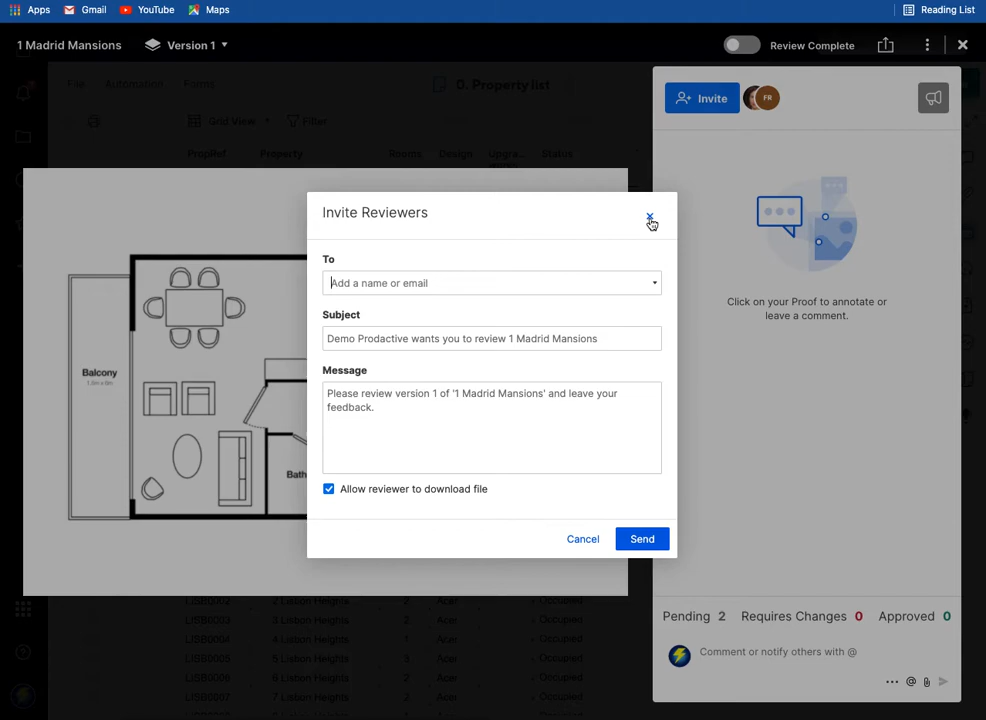 Apps Gmail YouTube Maps Reading List
1 Madrid Mansions Version 1 Review Complete
File Automation Forms 0. Property list
Invite FR
Grid View Filter
PropRef Property Rooms Design Upgra... Status
Invite Reviewers
To
Add a name or email
Subject
Demo Prodactive wants you to review 1 Madrid Mansions
Message
Please review version 1 of '1 Madrid Mansions' and leave your
feedback.
Allow reviewer to download file
Cancel Send
Balcony
1.6m x 6m
Bath
Click on your Proof to annotate or
leave a comment.
LISB0002 2 Lisbon Heights 2 Acer Occupied
LISB0003 3 Lisbon Heights 2 Acer Occupied
LISB0004 4 Lisbon Heights 1 Acer Occupied
LISB0005 5 Lisbon Heights 3 Acer Occupied
LISB0006 6 Lisbon Heights 2 Acer Occupied
LISB0007 7 Lisbon Heights 2 Acer Occupied
Pending 2 Requires Changes 0 Approved 0
Comment or notify others with @